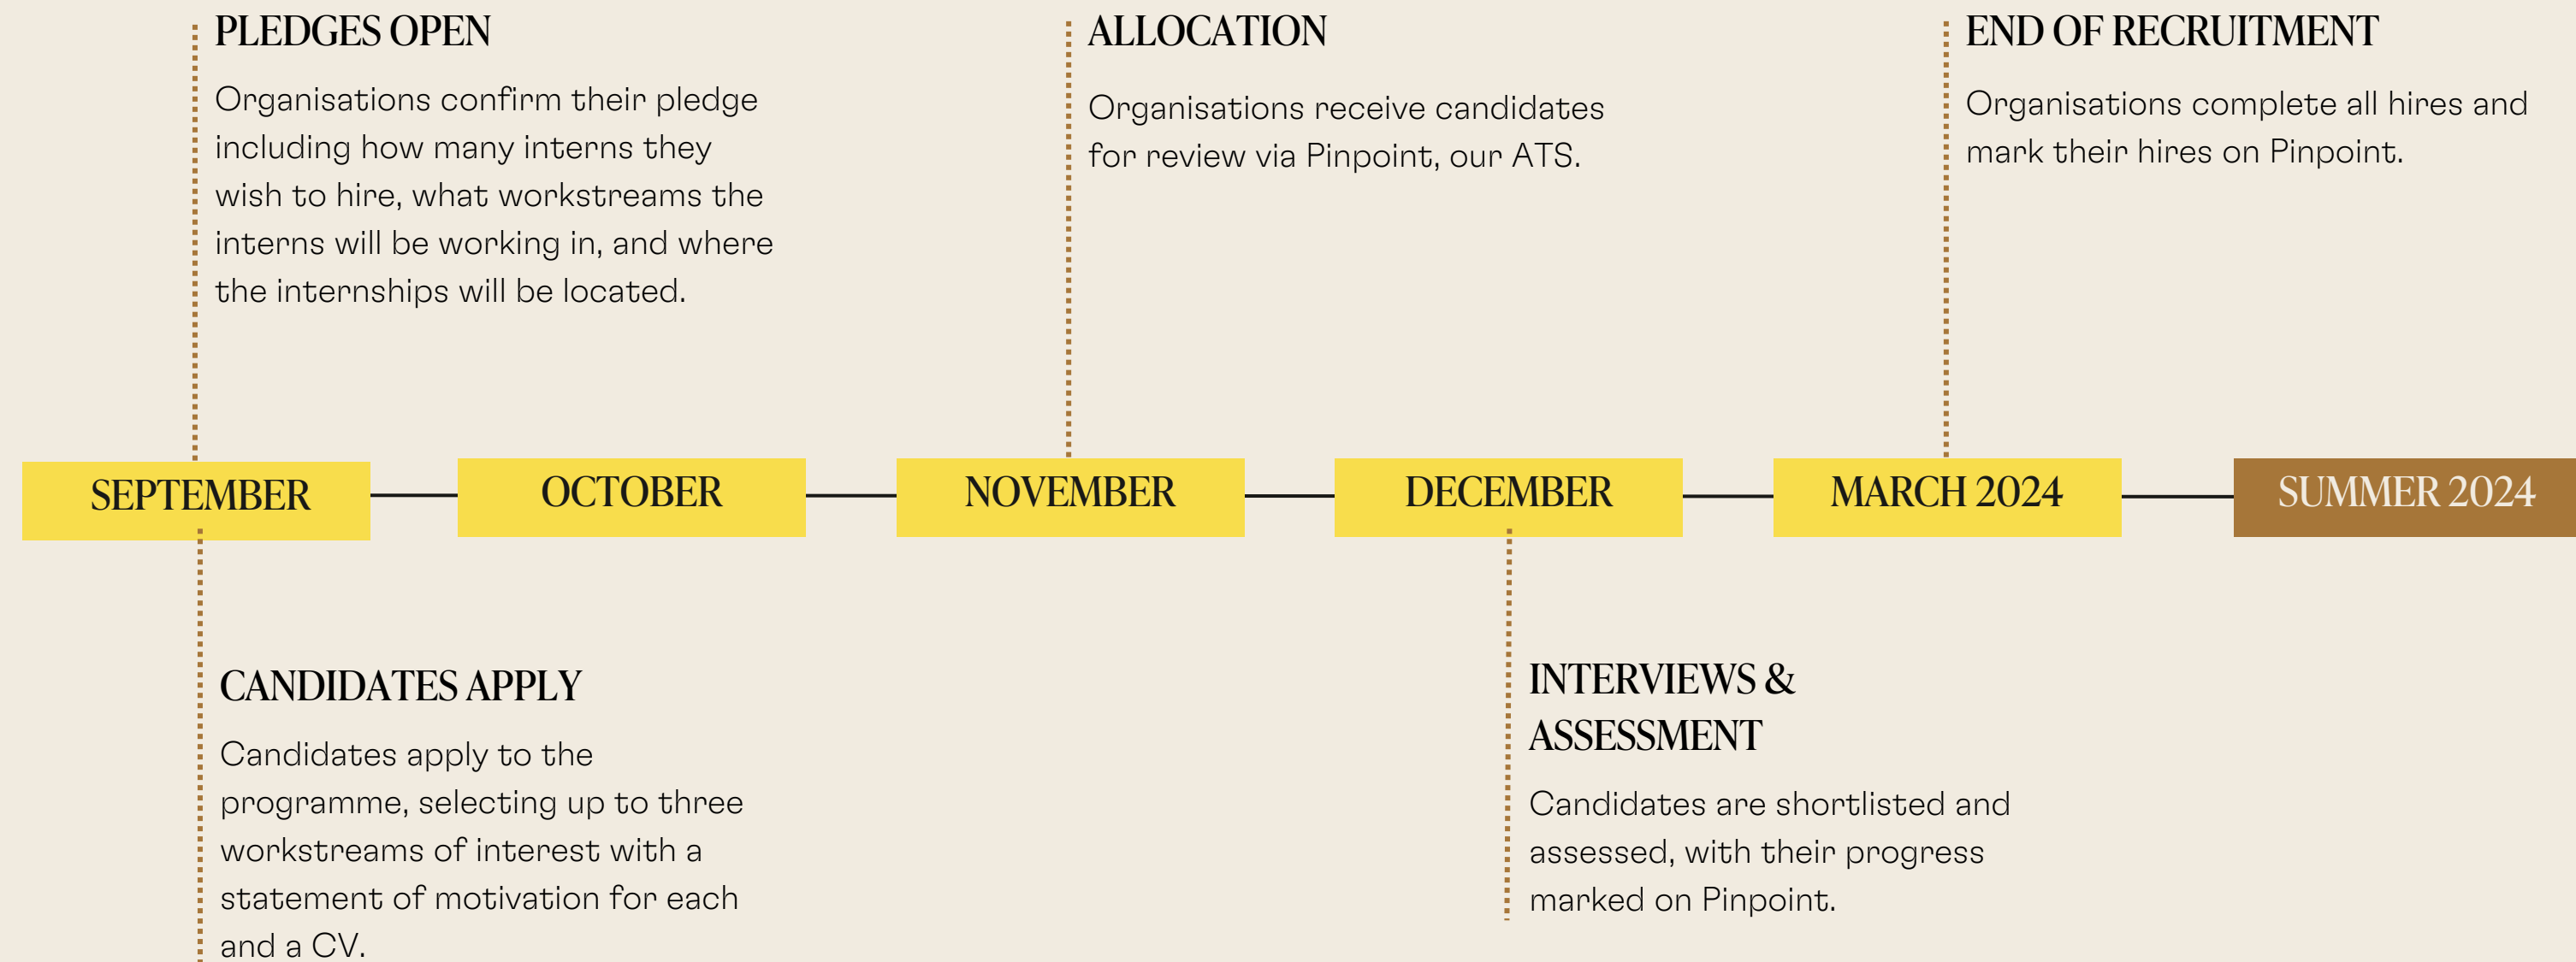 PLEDGES OPEN
Organisations confirm their pledge
including how many interns they
wish to hire, what workstreams the
interns will be working in, and where
the internships will be located.
ALLOCATION
Organisations receive candidates
for review via Pinpoint, our ATS.
END OF RECRUITMENT
Organisations complete all hires and
mark their hires on Pinpoint.
SEPTEMBER
OCTOBER
NOVEMBER
DECEMBER
MARCH 2024
SUMMER 2024
CANDIDATES APPLY
Candidates apply to the
programme, selecting up to three
workstreams of interest with a
statement of motivation for each
and a CV.
INTERVIEWS &
ASSESSMENT
Candidates are shortlisted and
assessed, with their progress
marked on Pinpoint.